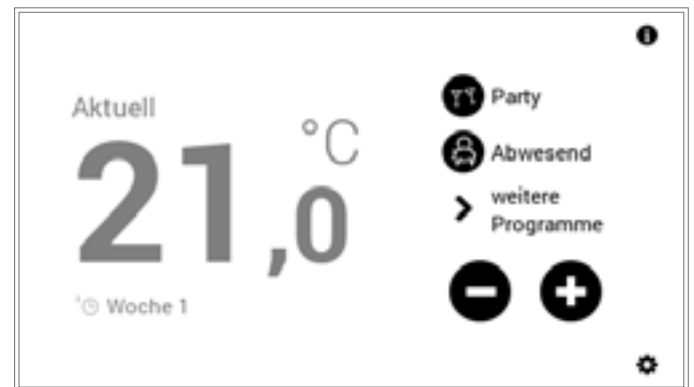 Aktuell
21,0
°C
Woche 1
Party
Abwesend
weitere
Programme